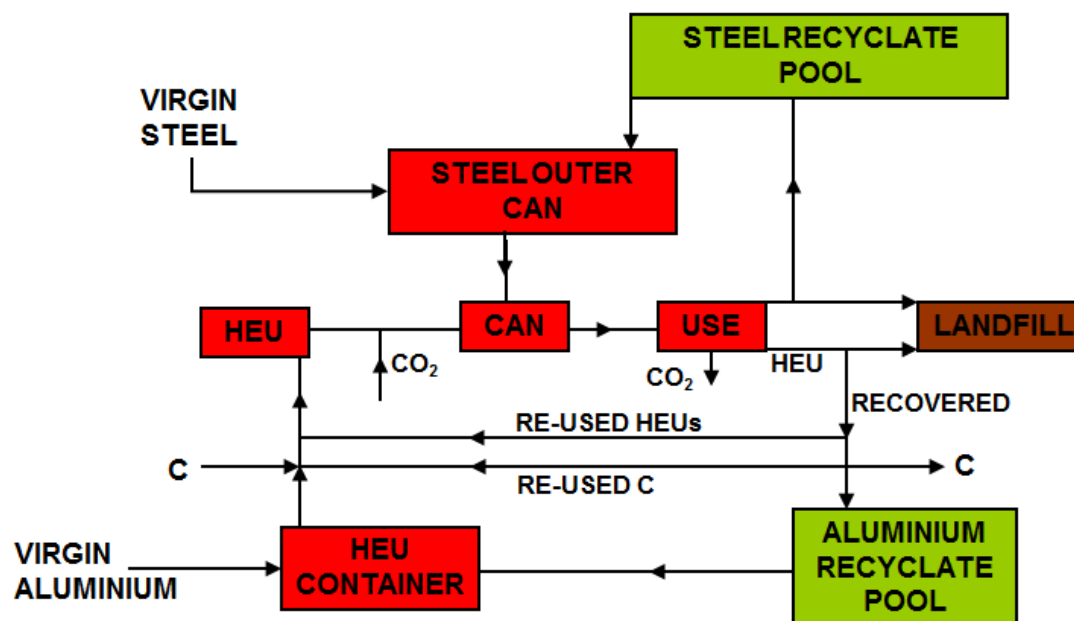 STEEL RECYCLATE
POOL
VIRGIN
STEEL
STEEL OUTER
CAN
HEU
CAN
USE
LANDFILL
CO₂
CO₂
HEU
RECOVERED
RE-USED HEUs
C
C
RE-USED C
VIRGIN
ALUMINIUM
HEU
CONTAINER
ALUMINIUM
RECYCLATE
POOL